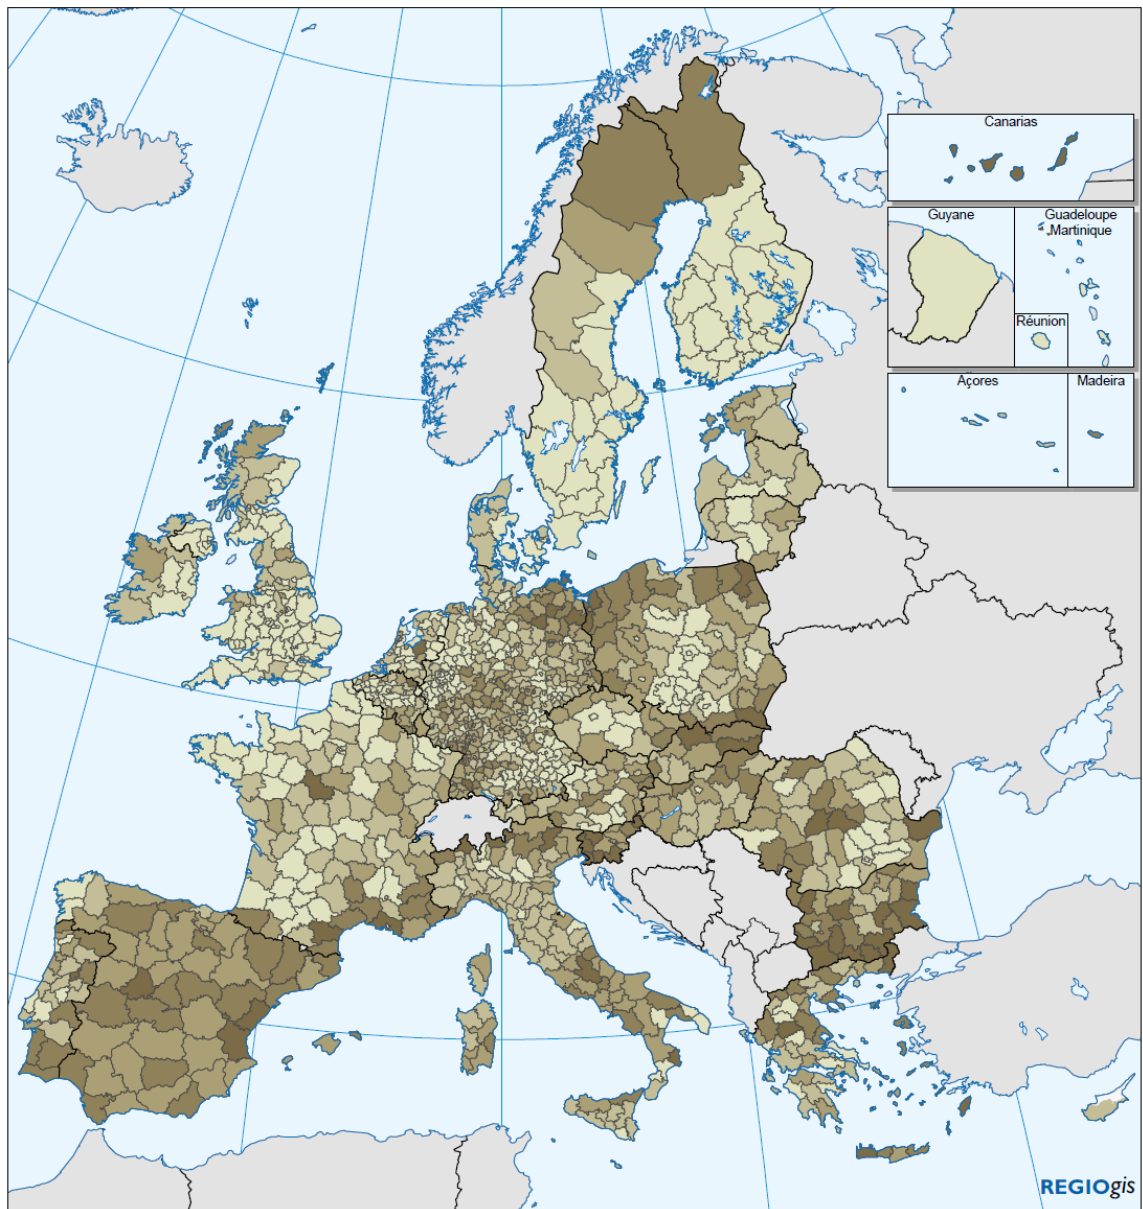 Canarias
Guyane
Guadeloupe
Martinique
Réunion
Açores
Madeira
REGIOgis